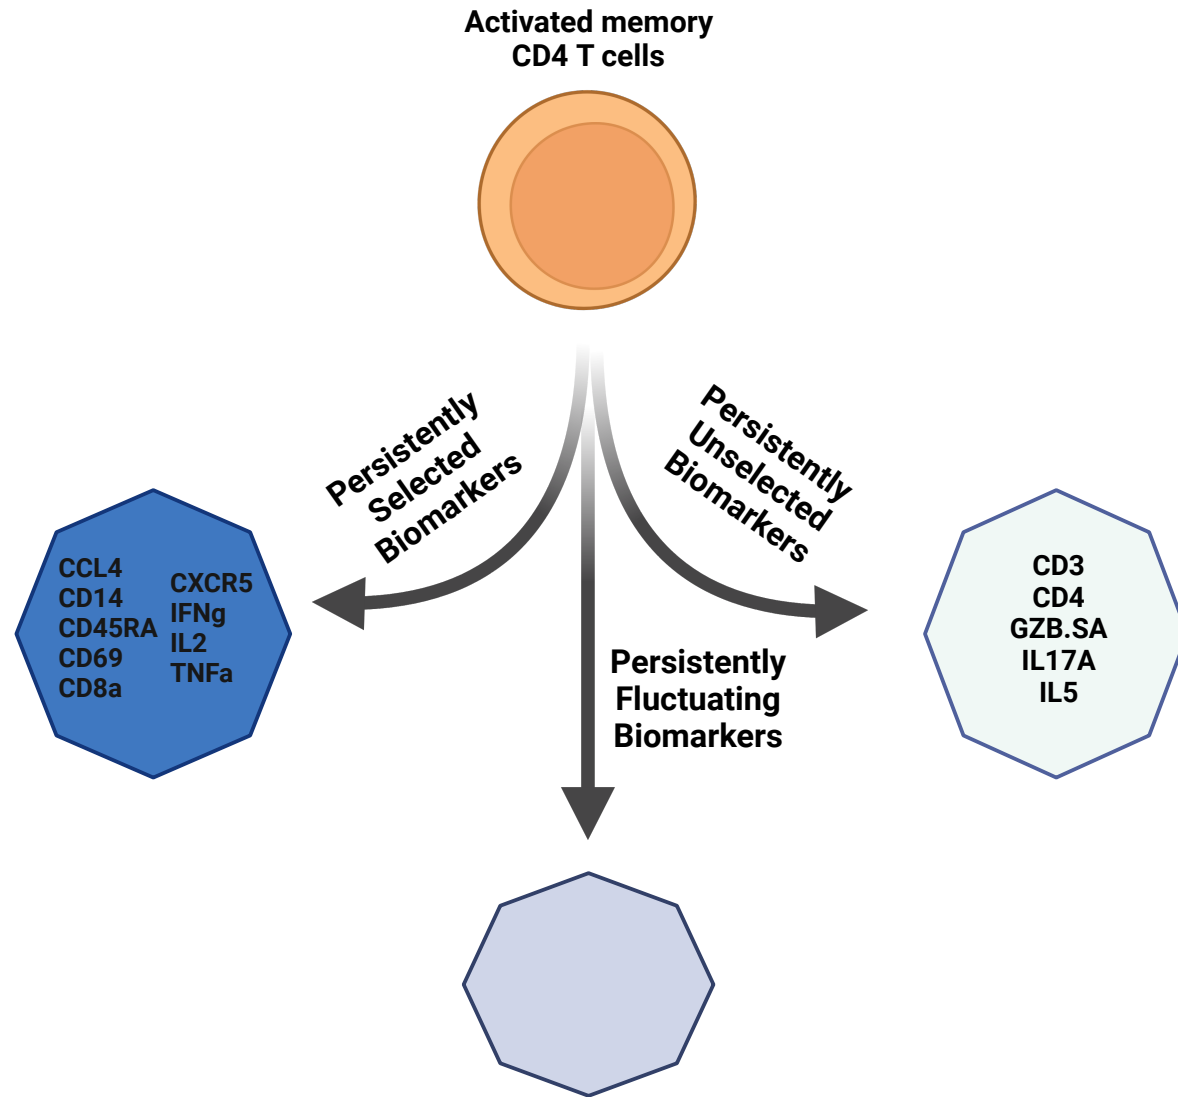 Activated memory
CD4 T cells
Persistently
Selected
Biomarkers
Persistently
Unselected
Biomarkers
Persistently
Fluctuating
Biomarkers
CCL4
CD14
CD45RA
CD69
CD8a
CXCR5
IFNg
IL2
TNFa
CD3
CD4
GZB.SA
IL17A
IL5